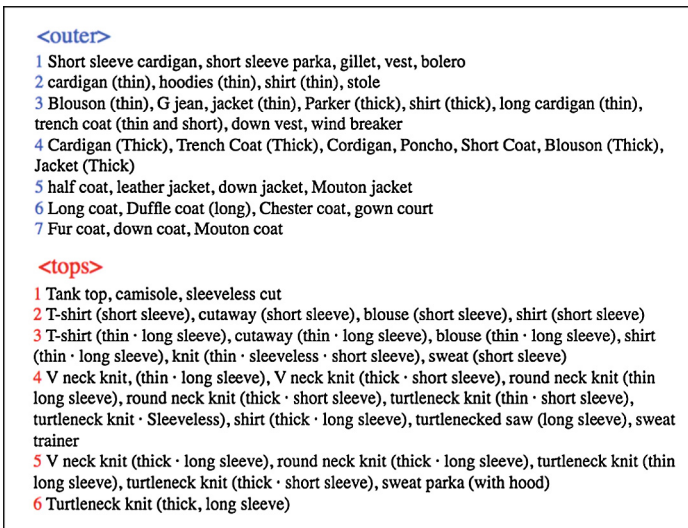 <outer>
1 Short sleeve cardigan, short sleeve parka, gillet, vest, bolero
2 cardigan (thin), hoodies (thin), shirt (thin), stole
3 Blouson (thin), G jean, jacket (thin), Parker (thick), shirt (thick), long cardigan (thin),
trench coat (thin and short), down vest, wind breaker
4 Cardigan (Thick), Trench Coat (Thick), Cordigan, Poncho, Short Coat, Blouson (Thick),
Jacket (Thick)
5 half coat, leather jacket, down jacket, Mouton jacket
6 Long coat, Duffle coat (long), Chester coat, gown court
7 Fur coat, down coat, Mouton coat
<tops>
1 Tank top, camisole, sleeveless cut
2 T-shirt (short sleeve), cutaway (short sleeve), blouse (short sleeve), shirt (short sleeve)
3 T-shirt (thin · long sleeve), cutaway (thin · long sleeve), blouse (thin · long sleeve), shirt
(thin · long sleeve), knit (thin · sleeveless · short sleeve), sweat (short sleeve)
4 V neck knit, (thin · long sleeve), V neck knit (thick · short sleeve), round neck knit (thin
long sleeve), round neck knit (thick · short sleeve), turtleneck knit (thin · short sleeve),
turtleneck knit · Sleeveless), shirt (thick · long sleeve), turtlenecked saw (long sleeve), sweat
trainer
5 V neck knit (thick · long sleeve), round neck knit (thick · long sleeve), turtleneck knit (thin
long sleeve), turtleneck knit (thick · short sleeve), sweat parka (with hood)
6 Turtleneck knit (thick, long sleeve)